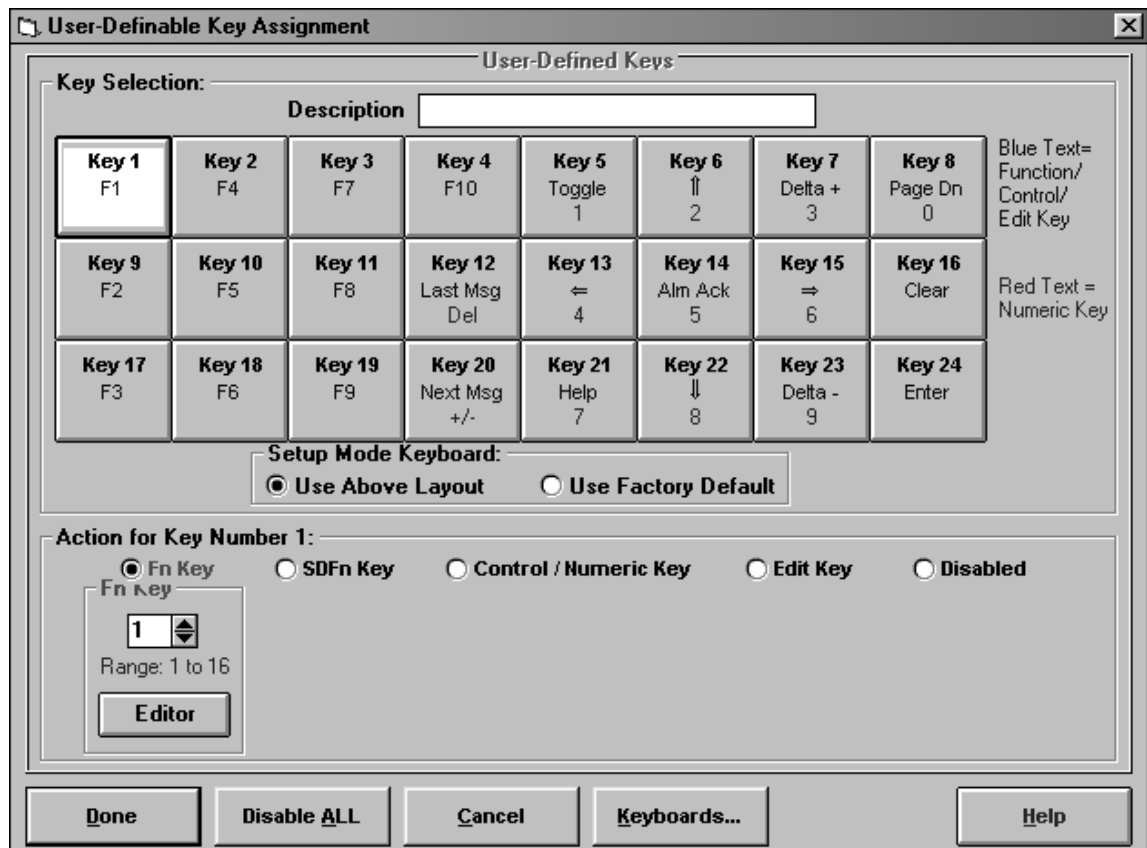 User-Definable Key Assignment
User-Defined Keys
Key Selection:
Description
Key 1 Key 2 Key 3 Key 4 Key 5 Key 6 Key 7 Key 8
F1 F4 F7 F10 Toggle ⇑ Delta + Page Dn
1 2 3 0
Blue Text=
Function/
Control/
Edit Key
Key 9 Key 10 Key 11 Key 12 Key 13 Key 14 Key 15 Key 16
F2 F5 F8 Last Msg ⇐ Alm Ack ⇒ Clear
Del 4 5 6
Red Text =
Numeric Key
Key 17 Key 18 Key 19 Key 20 Key 21 Key 22 Key 23 Key 24
F3 F6 F9 Next Msg Help ⇓ Delta - Enter
+/- 7 8 9
Setup Mode Keyboard:
Use Above Layout Use Factory Default
Action for Key Number 1:
Fn Key SDFn Key Control / Numeric Key Edit Key Disabled
Fn Key
1
Range: 1 to 16
Editor
Done Disable ALL Cancel Keyboards... Help